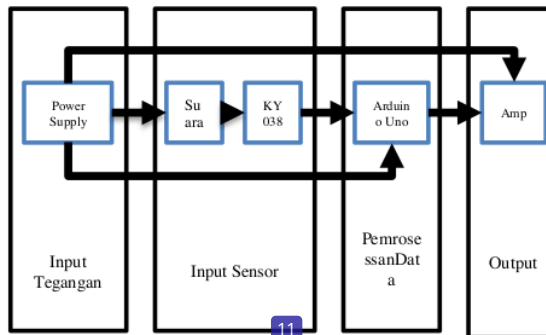 Power
Supply
Su
ara
KY
038
Arduin
o Uno
Amp
Input
Tegangan
Input Sensor
Pemrose
ssanDat
a
Output
11